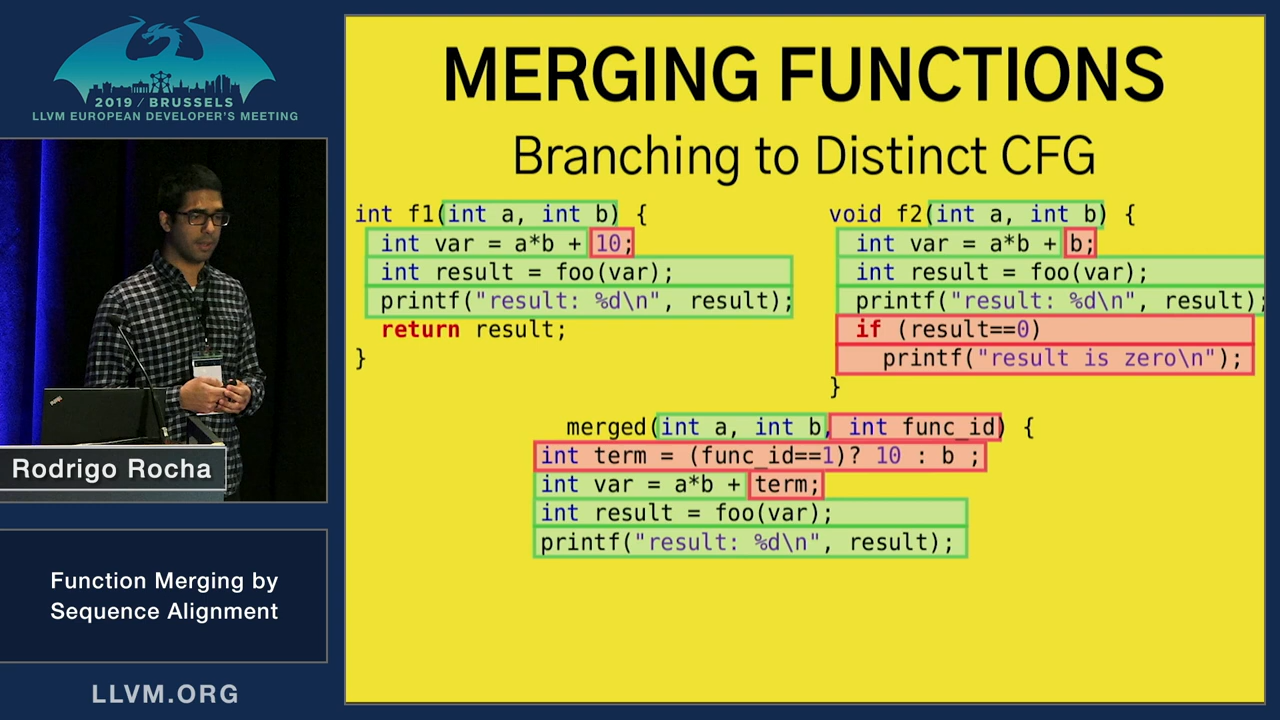 2019 / BRUSSELS
LLVM EUROPEAN DEVELOPER'S MEETING
Rodrigo Rocha
Function Merging by
Sequence Alignment
LLVM.ORG
MERGING FUNCTIONS
Branching to Distinct CFG
int f1(int a, int b) {
int var = a*b + 10;
int result = foo(var);
printf("result: %d\n", result);
return result;
}
void f2(int a, int b) {
int var = a*b + b;
int result = foo(var);
printf("result: %d\n", result);
if (result==0)
printf("result is zero\n");
}
merged(int a, int b, int func_id) {
int term = (func_id==1)? 10 : b ;
int var = a*b + term;
int result = foo(var);
printf("result: %d\n", result);